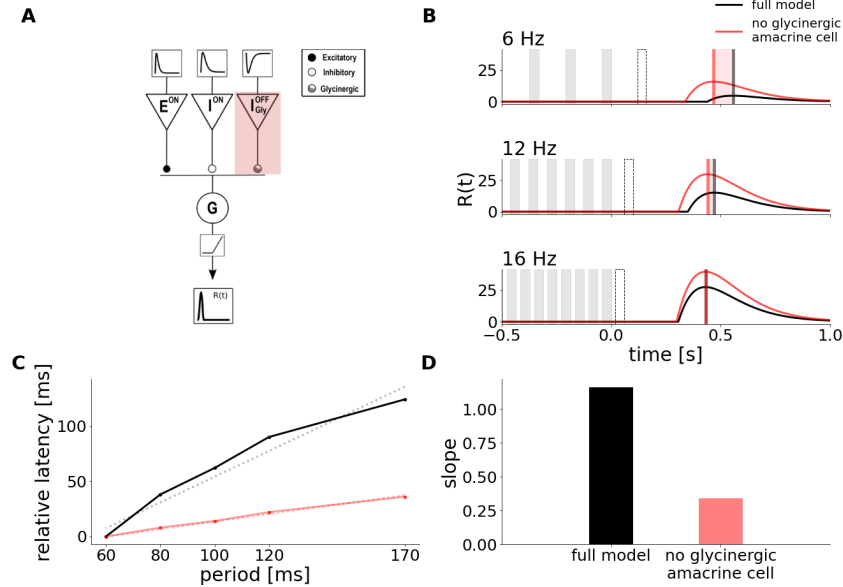 A
E ON
I ON
I OFF Gly
Excitatory
Inhibitory
Glycinergic
G
R(t)
B
full model
no glycinergic
amacrine cell
6 Hz
25
0
12 Hz
25
0
R(t)
16 Hz
25
0
−0.5 0.0 0.5 1.0
time [s]
C
relative latency [ms]
100
50
0
60 80 100 120 170
period [ms]
D
slope
1.00
0.75
0.50
0.25
0.00
full model no glycinergic
amacrine cell